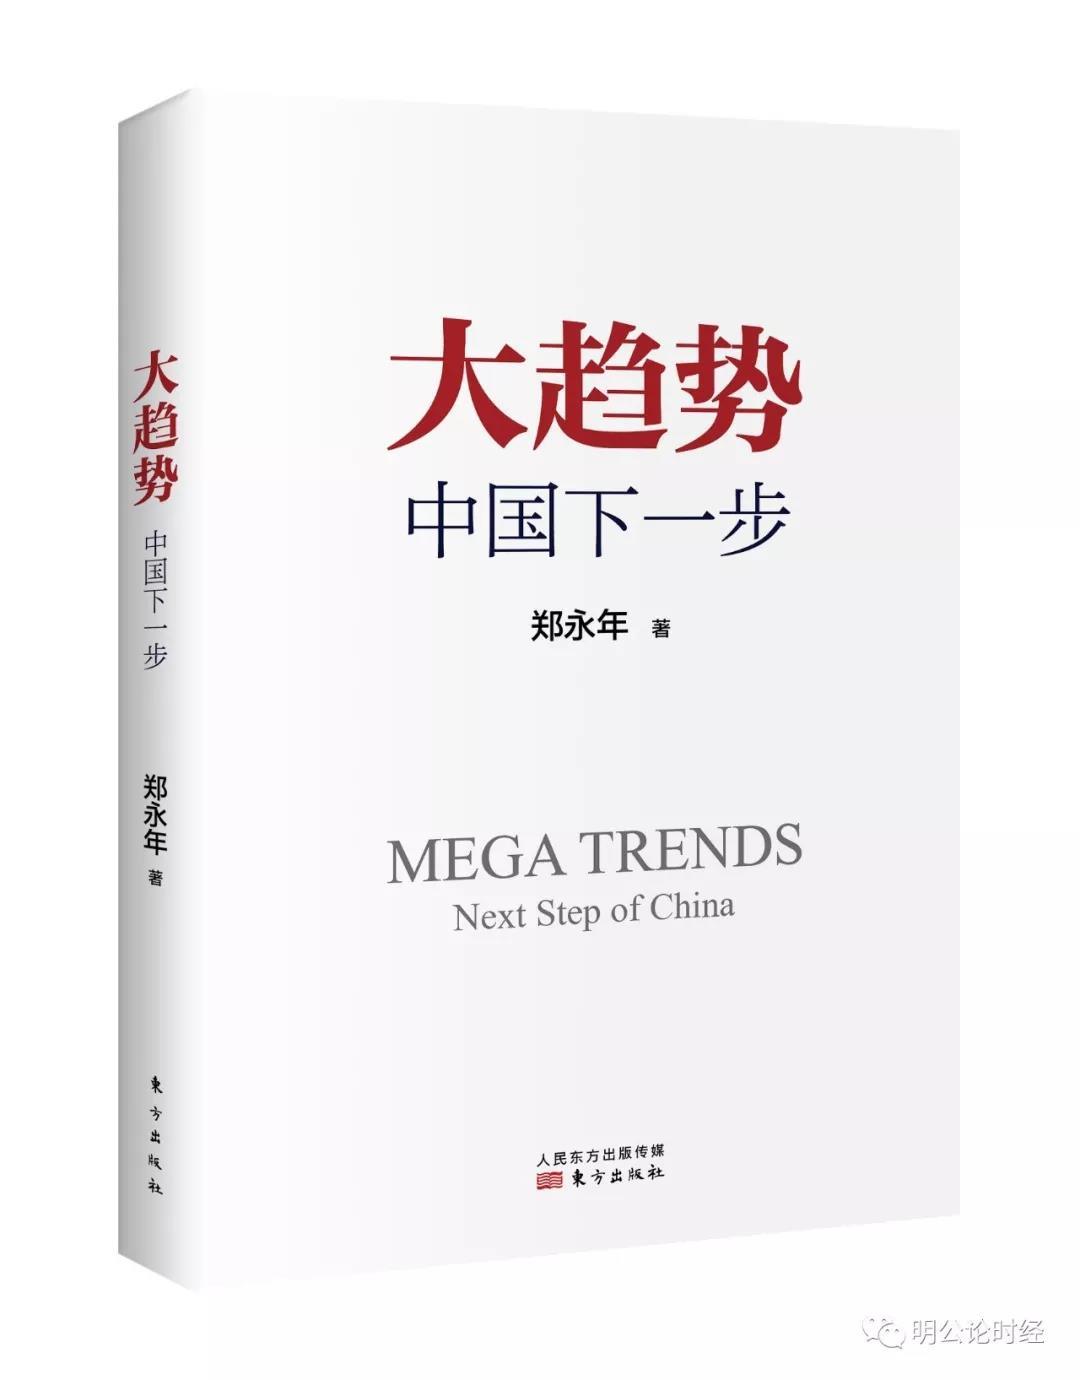 大趋势
中国下一步
郑永年 著
MEGA TRENDS
Next Step of China
人民东方出版传媒
東方出版社
大趋势
中国下一步
郑永年 著
東方出版社
明公论时经